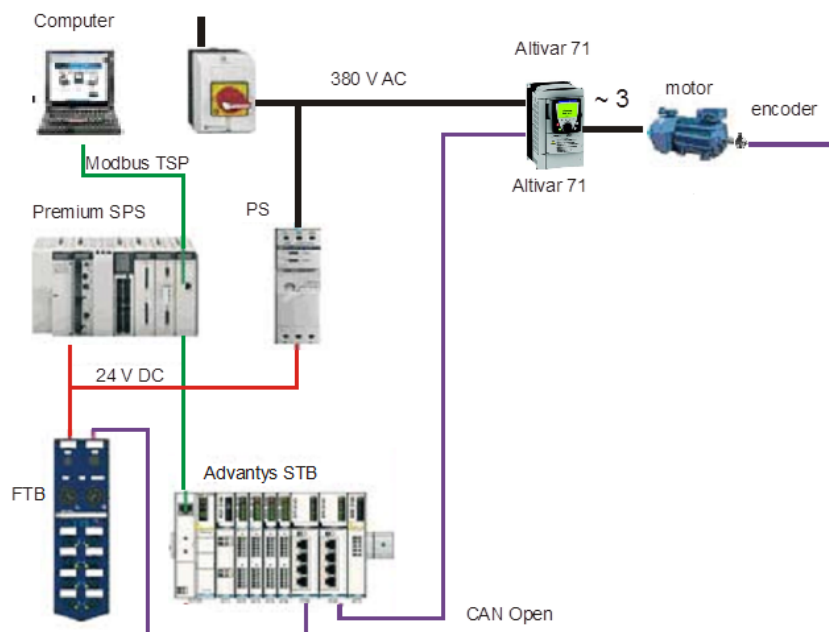 Computer
Altivar 71
380 V AC
~ 3
motor
encoder
Modbus TSP
Altivar 71
Premium SPS
PS
24 V DC
Advantys STB
FTB
CAN Open